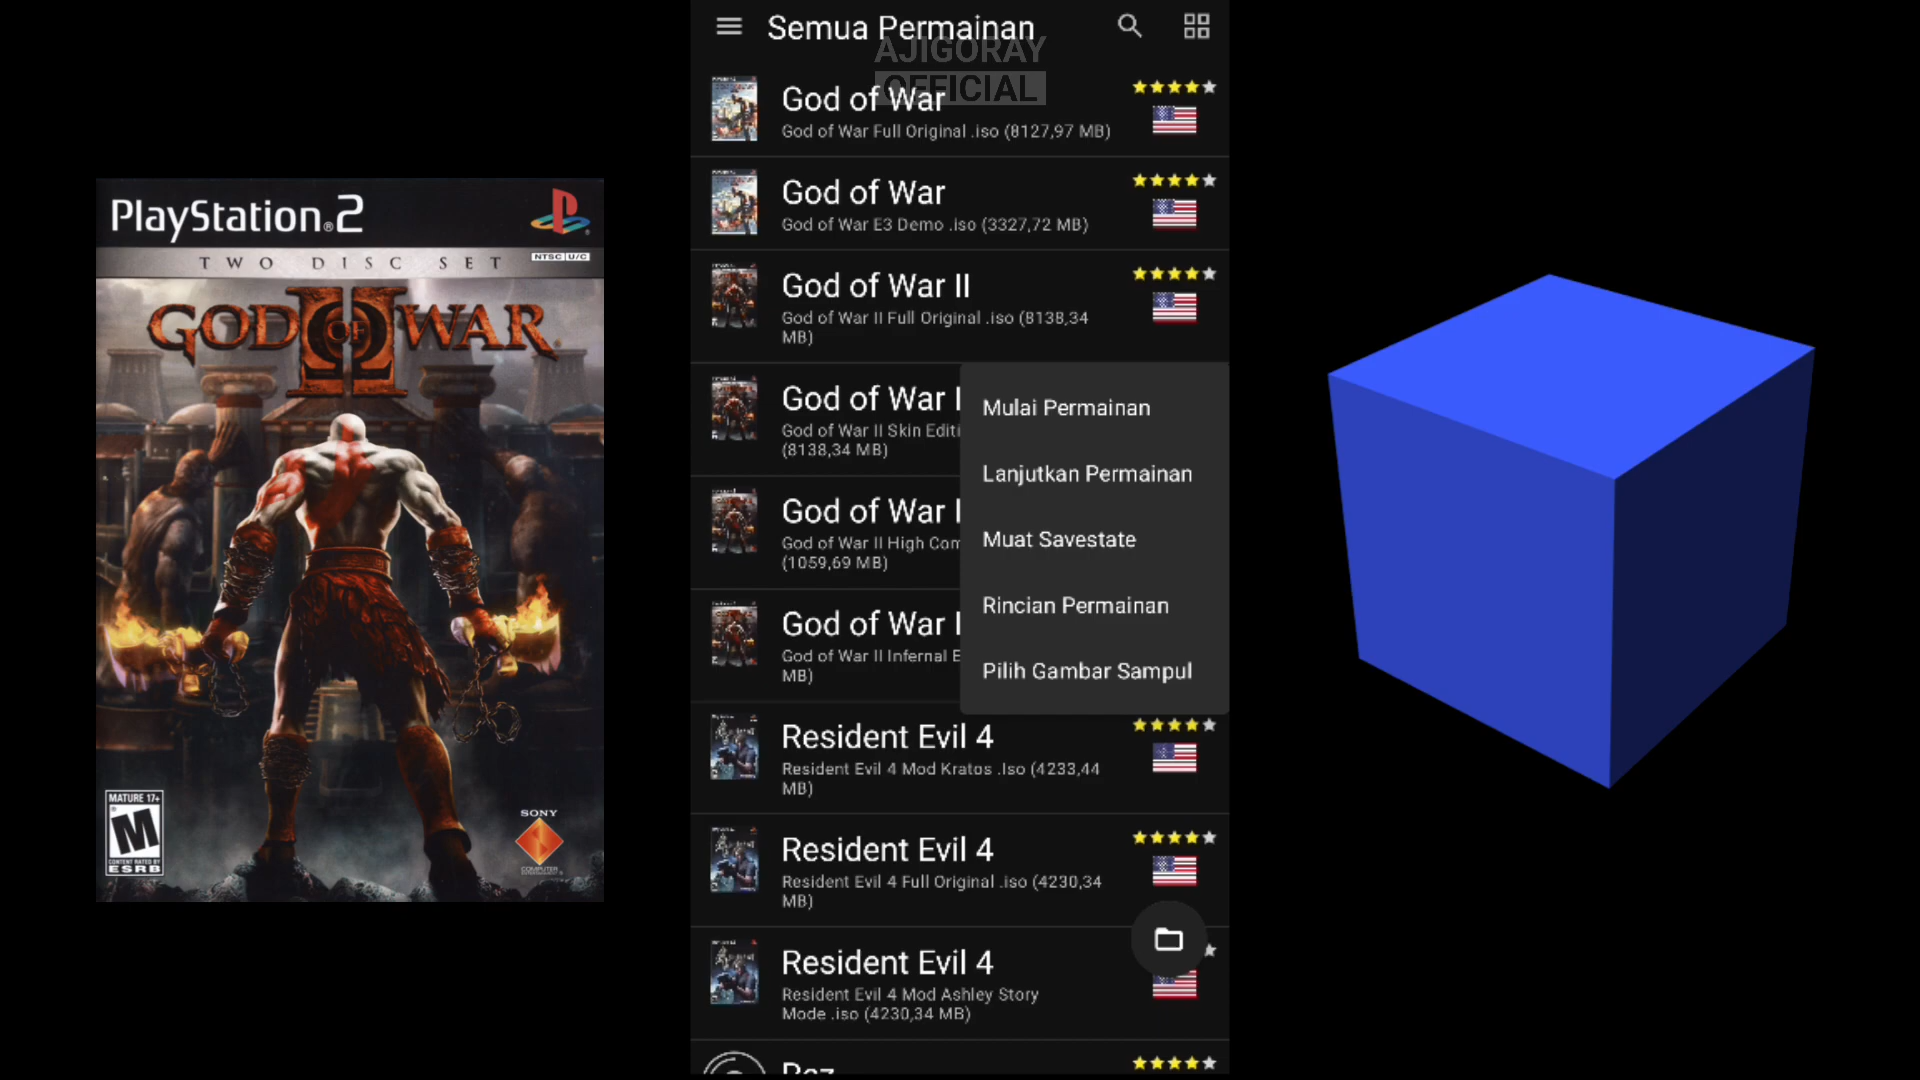 PlayStation®2
TWO DISC SET
NTSC U/C
GOD OF WAR
II
MATURE 17+
M
CONTENT RATED BY
ESRB
SONY
COMPUTER
Semua Permainan
AJIGORAY
OFFICIAL
God of War
God of War Full Original .iso (8127,97 MB)
God of War
God of War E3 Demo .iso (3327,72 MB)
God of War II
God of War II Full Original .iso (8138,34
MB)
God of War I
God of War II Skin Editi
(8138,34 MB)
God of War I
God of War II High Com
(1059,69 MB)
God of War I
God of War II Infernal E
MB)
Mulai Permainan
Lanjutkan Permainan
Muat Savestate
Rincian Permainan
Pilih Gambar Sampul
Resident Evil 4
Resident Evil 4 Mod Kratos .Iso (4233,44
MB)
Resident Evil 4
Resident Evil 4 Full Original .iso (4230,34
MB)
Resident Evil 4
Resident Evil 4 Mod Ashley Story
Mode .iso (4230,34 MB)